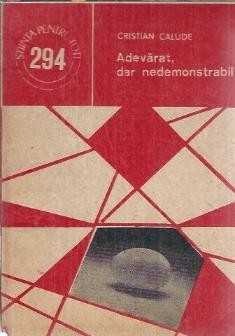 ȘTIINȚA PENTRU TOȚI
294
CRISTIAN CALUDE
Adevărat,
dar nedemonstrabil